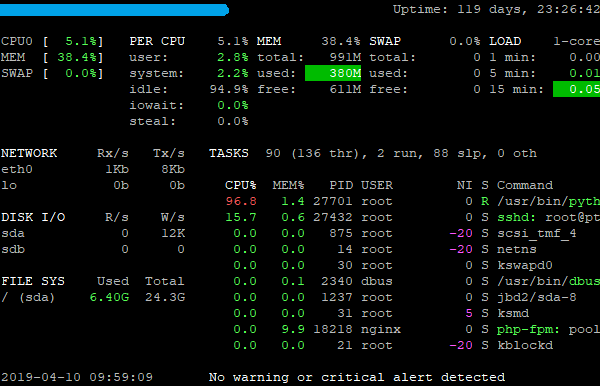 Uptime: 119 days, 23:26:42
CPU0 [ 5.1%] PER CPU 5.1% MEM 38.4% SWAP 0.0% LOAD 1-core
MEM [ 38.4%] user: 2.8% total: 991M total: 0 1 min: 0.00
SWAP [ 0.0%] system: 2.2% used: 380M used: 0 5 min: 0.01
idle: 94.9% free: 611M free: 0 15 min: 0.05
iowait: 0.0%
steal: 0.0%
NETWORK Rx/s Tx/s TASKS 90 (136 thr), 2 run, 88 slp, 0 oth
eth0 1Kb 8Kb
lo 0b 0b CPU% MEM% PID USER NI S Command
96.8 1.4 27701 root 0 R /usr/bin/pyth
DISK I/O R/s W/s 15.7 0.6 27432 root 0 S sshd: root@pt
sda 0 12K 0.0 0.0 875 root -20 S scsi_tmf_4
sdb 0 0 0.0 0.0 14 root -20 S netns
0.0 0.0 30 root 0 S kswapd0
FILE SYS Used Total 0.0 0.1 2340 dbus 0 S /usr/bin/dbus
/ (sda) 6.40G 24.3G 0.0 0.0 1237 root 0 S jbd2/sda-8
0.0 0.0 31 root 5 S ksmd
0.0 9.9 18218 nginx 0 S php-fpm: pool
0.0 0.0 21 root -20 S kblockd
2019-04-10 09:59:09 No warning or critical alert detected